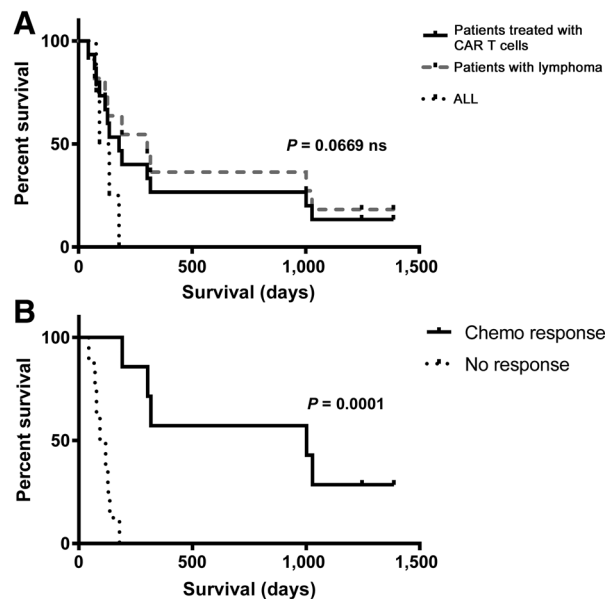 A
100
50
0
Percent survival
0
500
1,000
1,500
Survival (days)
P = 0.0669 ns
Patients treated with
CAR T cells
Patients with lymphoma
ALL
B
100
50
0
Percent survival
0
500
1,000
1,500
Survival (days)
P = 0.0001
Chemo response
No response